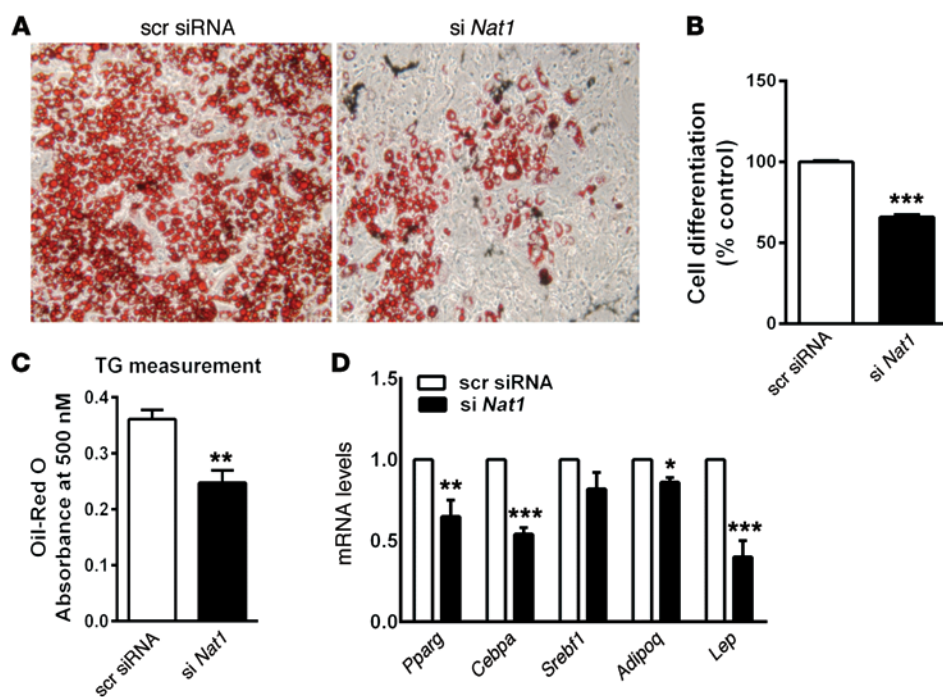 A
scr siRNA
si Nat1
B
Cell differentiation
(% control)
150
100
50
0
***
scr siRNA
si Nat1
C
TG measurement
Oil-Red O
Absorbance at 500 nM
0.4
0.3
0.2
0.1
0.0
**
scr siRNA
si Nat1
D
scr siRNA
si Nat1
mRNA levels
1.5
1.0
0.5
0.0
**
***
*
***
Pparg
Cebpa
Srebf1
Adipoq
Lep